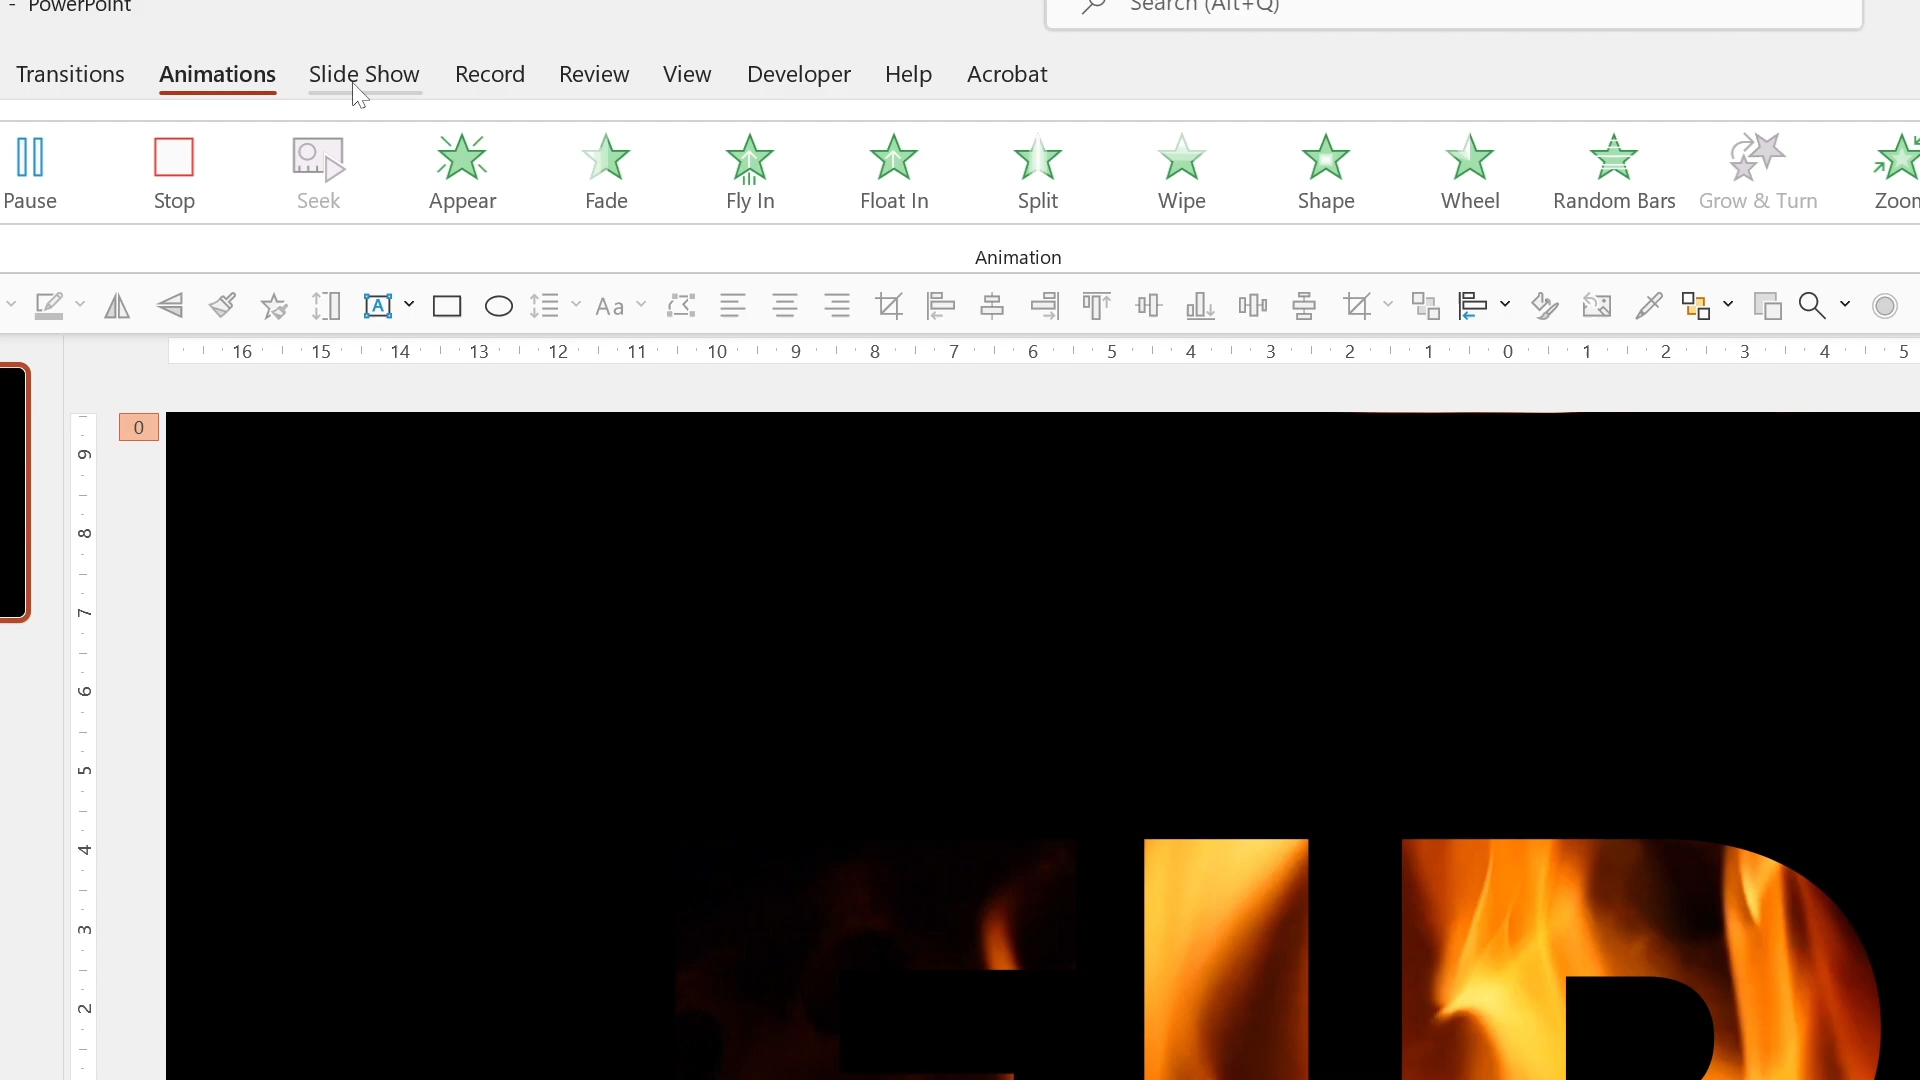 - PowerPoint
Search (Alt+Q)
Transitions Animations Slide Show Record Review View Developer Help Acrobat
Pause Stop Seek Appear Fade Fly In Float In Split Wipe Shape Wheel Random Bars Grow & Turn Zoom
Animation
A Aa
16 15 14 13 12 11 10 9 8 7 6 5 4 3 2 1 0 1 2 3 4 5
0
9
8
7
6
5
4
3
2
FIR